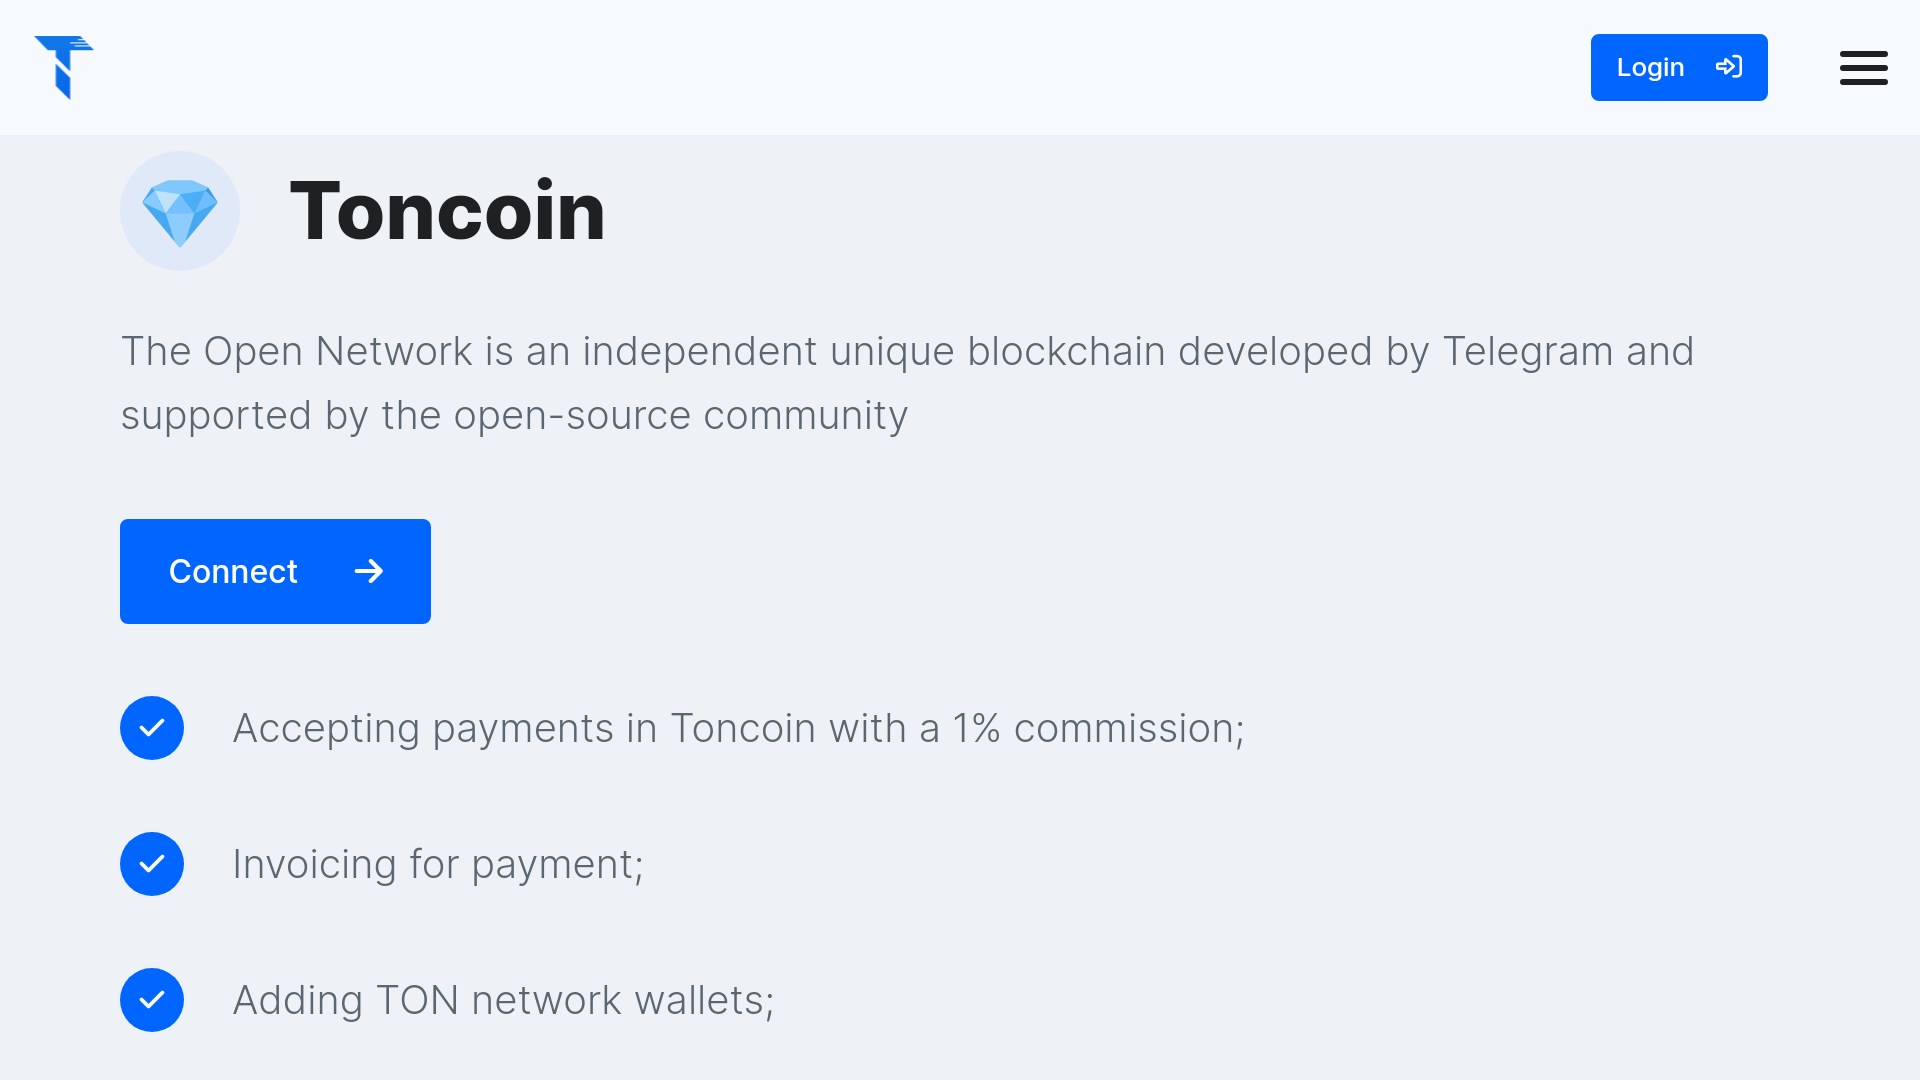 Login
Toncoin
The Open Network is an independent unique blockchain developed by Telegram and
supported by the open-source community
Connect
Accepting payments in Toncoin with a 1% commission;
Invoicing for payment;
Adding TON network wallets;